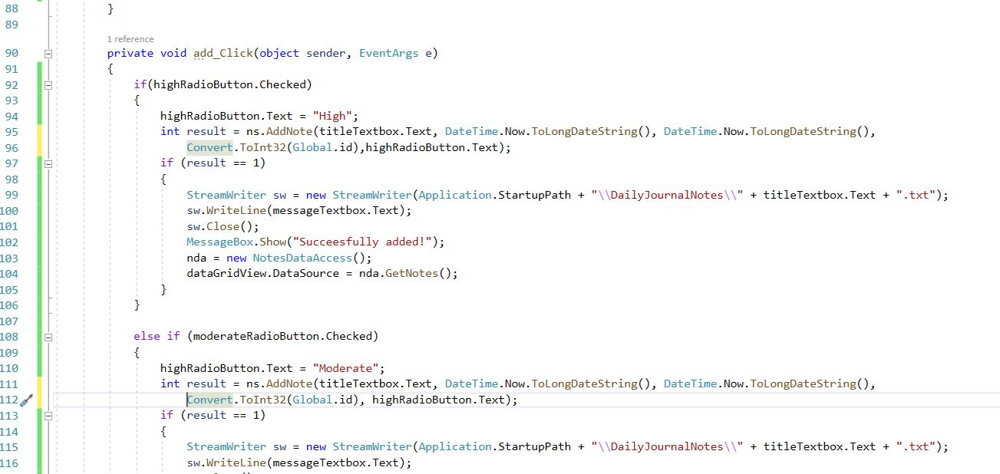 88 }
89
1 reference
90 private void add_Click(object sender, EventArgs e)
91 {
92 if(highRadioButton.Checked)
93 {
94 highRadioButton.Text = "High";
95 int result = ns.AddNote(titleTextbox.Text, DateTime.Now.ToLongDateString(), DateTime.Now.ToLongDateString(),
96 Convert.ToInt32(Global.id),highRadioButton.Text);
97 if (result == 1)
98 {
99 StreamWriter sw = new StreamWriter(Application.StartupPath + "\\DailyJournalNotes\\" + titleTextbox.Text + ".txt");
100 sw.WriteLine(messageTextbox.Text);
101 sw.Close();
102 MessageBox.Show("Succeesfully added!");
103 nda = new NotesDataAccess();
104 dataGridView.DataSource = nda.GetNotes();
105 }
106 }
107
108 else if (moderateRadioButton.Checked)
109 {
110 highRadioButton.Text = "Moderate";
111 int result = ns.AddNote(titleTextbox.Text, DateTime.Now.ToLongDateString(), DateTime.Now.ToLongDateString(),
112 Convert.ToInt32(Global.id), highRadioButton.Text);
113 if (result == 1)
114 {
115 StreamWriter sw = new StreamWriter(Application.StartupPath + "\\DailyJournalNotes\\" + titleTextbox.Text + ".txt");
116 sw.WriteLine(messageTextbox.Text);